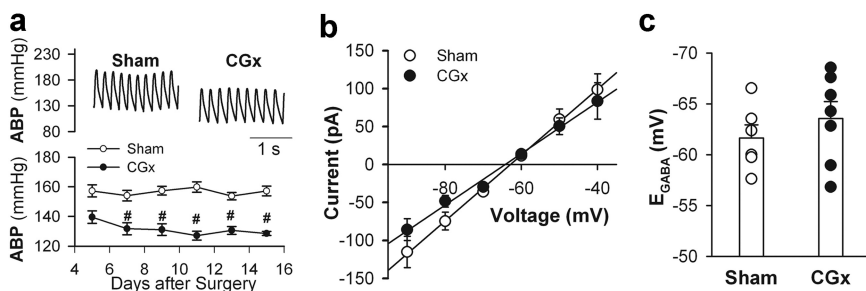 a
ABP (mmHg)
230
180
130
80
Sham
CGx
1 s
ABP (mmHg)
180
160
140
120
Sham
CGx
# # # # #
4 6 8 10 12 14 16
Days after Surgery
b
Current (pA)
150
100
50
0
-50
-100
-150
Sham
CGx
-80 -60 -40
Voltage (mV)
c
EGABA (mV)
-70
-65
-60
-55
-50
Sham CGx